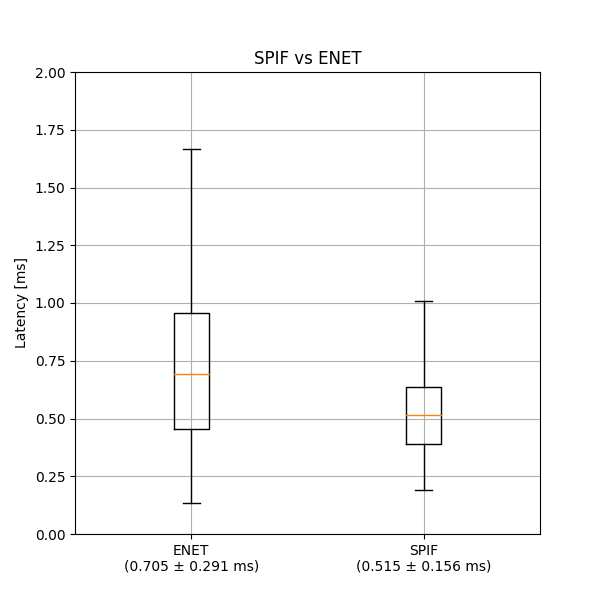 SPIF vs ENET
2.00
1.75
1.50
1.25
1.00
0.75
0.50
0.25
0.00
Latency [ms]
ENET
(0.705 ± 0.291 ms)
SPIF
(0.515 ± 0.156 ms)